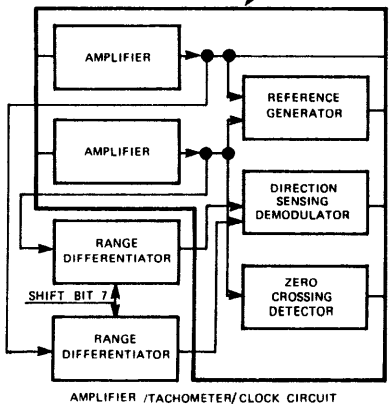 AMPLIFIER
REFERENCE
GENERATOR
AMPLIFIER
DIRECTION
SENSING
DEMODULATOR
RANGE
DIFFERENTIATOR
SHIFT BIT 7
ZERO
CROSSING
DETECTOR
RANGE
DIFFERENTIATOR
AMPLIFIER /TACHOMETER/ CLOCK CIRCUIT